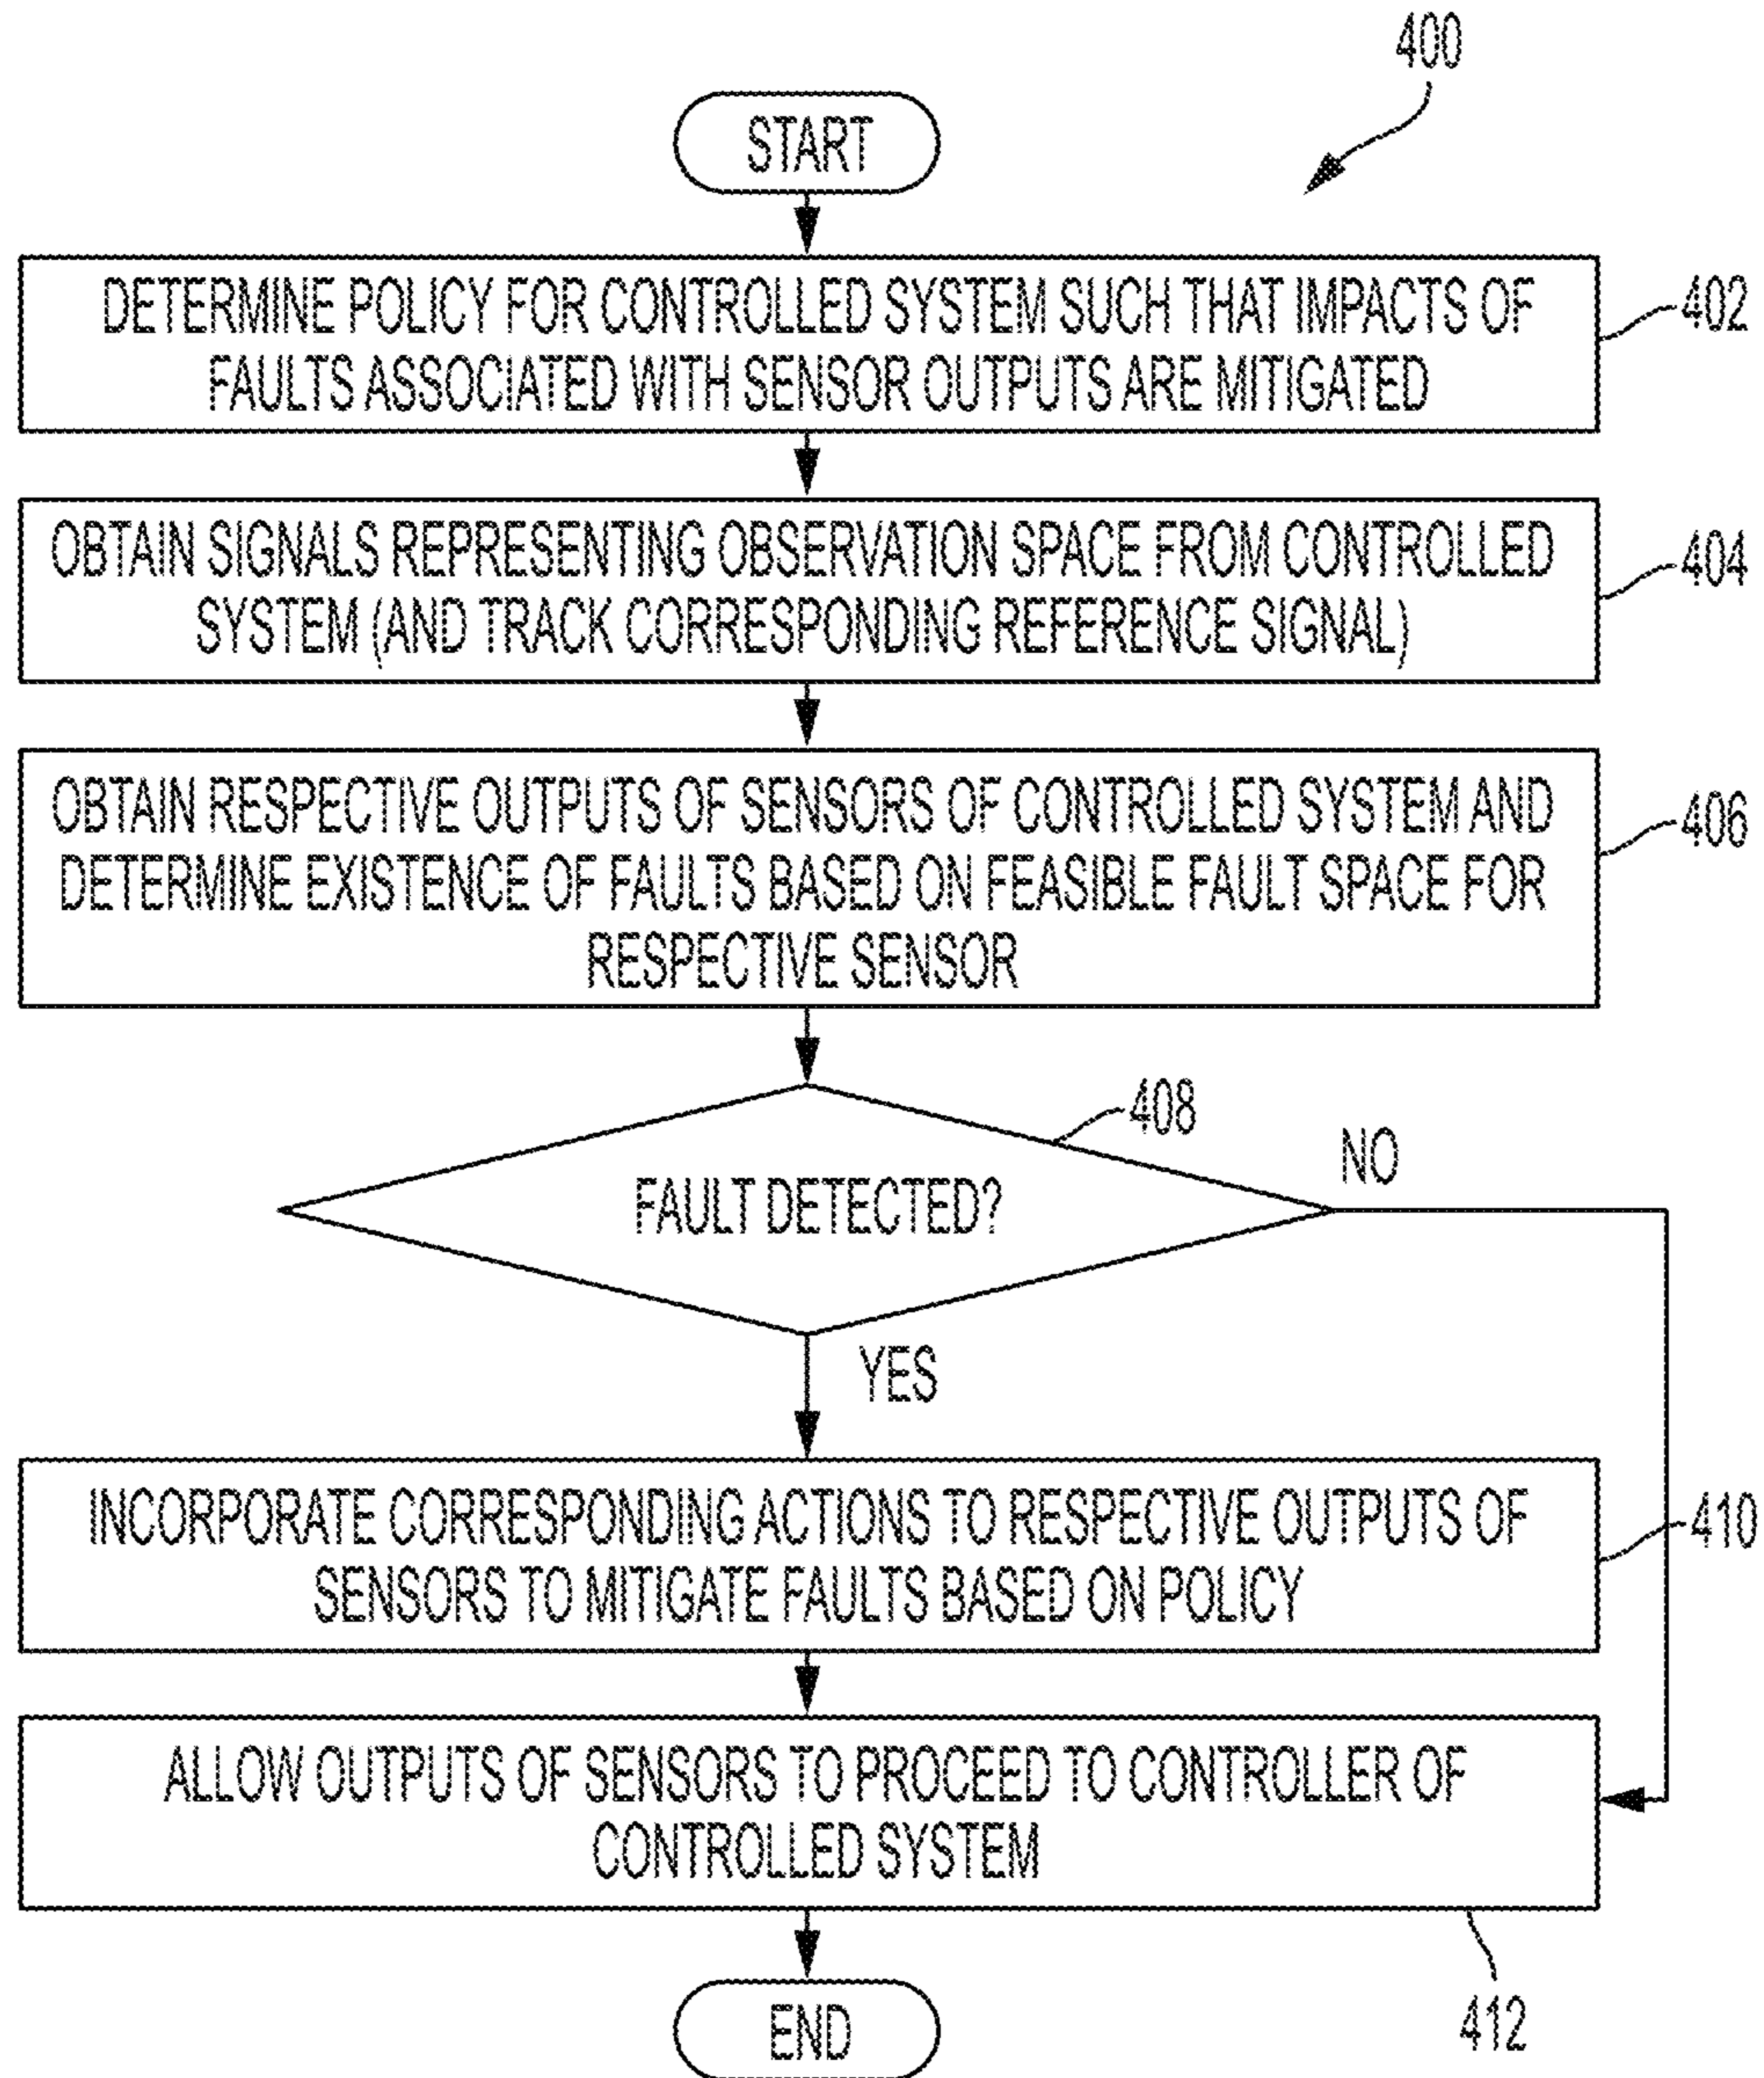 400
START
DETERMINE POLICY FOR CONTROLLED SYSTEM SUCH THAT IMPACTS OF
FAULTS ASSOCIATED WITH SENSOR OUTPUTS ARE MITIGATED
402
OBTAIN SIGNALS REPRESENTING OBSERVATION SPACE FROM CONTROLLED
SYSTEM (AND TRACK CORRESPONDING REFERENCE SIGNAL)
404
OBTAIN RESPECTIVE OUTPUTS OF SENSORS OF CONTROLLED SYSTEM AND
DETERMINE EXISTENCE OF FAULTS BASED ON FEASIBLE FAULT SPACE FOR
RESPECTIVE SENSOR
406
408
FAULT DETECTED?
NO
YES
INCORPORATE CORRESPONDING ACTIONS TO RESPECTIVE OUTPUTS OF
SENSORS TO MITIGATE FAULTS BASED ON POLICY
410
ALLOW OUTPUTS OF SENSORS TO PROCEED TO CONTROLLER OF
CONTROLLED SYSTEM
412
END